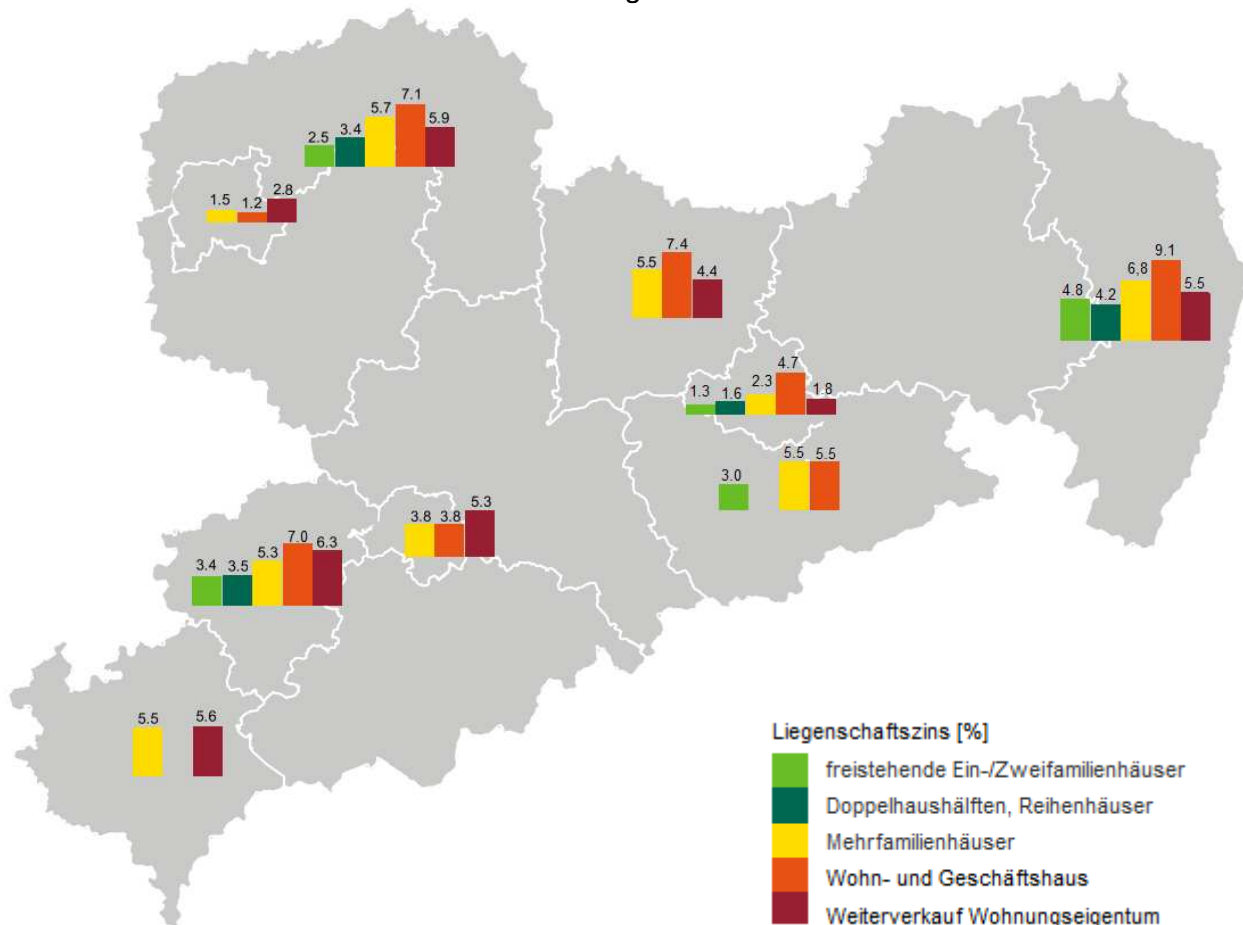 2.5 3.4 5.7 7.1 5.9
1.5 1.2 2.8
5.5 7.4 4.4
4.8 4.2 6,8 9.1 5.5
1.3 1.6 2.3 4.7 1.8
3.0 5.5 5.5
3.8 3.8 5.3
3.4 3.5 5.3 7.0 6.3
5.5 5.6
Liegenschaftszins [%]
freistehende Ein-/Zweifamilienhäuser
Doppelhaushälften, Reihenhäuser
Mehrfamilienhäuser
Wohn- und Geschäftshaus
Weiterverkauf Wohnungseigentum